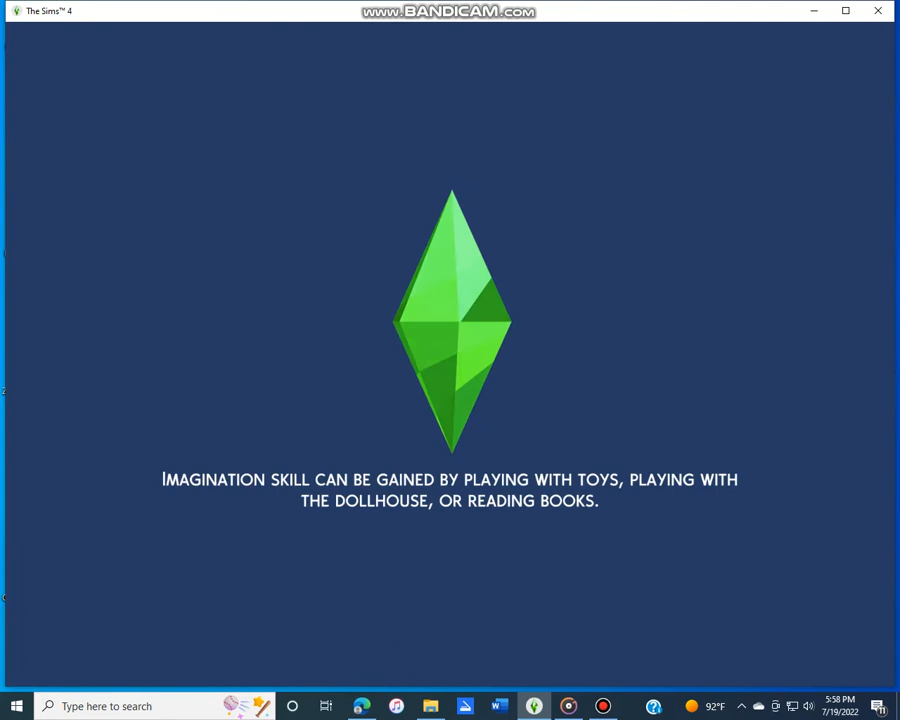 The Sims™ 4
www.BANDICAM.com
IMAGINATION SKILL CAN BE GAINED BY PLAYING WITH TOYS, PLAYING WITH
THE DOLLHOUSE, OR READING BOOKS.
Type here to search
92°F
5:58 PM
7/19/2022
11